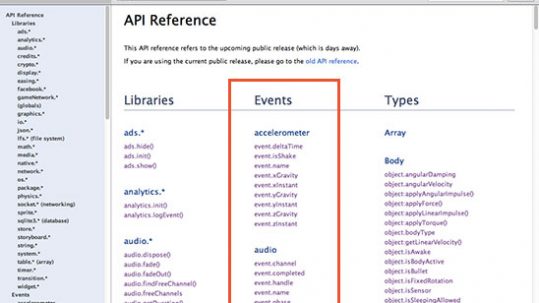 API Reference
Libraries
ads.*
analytics.*
audio.*
credits.*
crypto.*
display.*
easing.*
facebook.*
gameNetwork.*
(globals)
graphics.*
io.*
json.*
lfs.* (file system)
math.*
media.*
native.*
network.*
os.*
package.*
physics.*
socket.* (networking)
sprite.*
sqlite3.* (database)
store.*
storyboard.*
string.*
system.*
table.* (array)
timer.*
transition.*
widget.*
Events
accelerometer
API Reference
This API reference refers to the upcoming public release (which is days away).
If you are using the current public release, please go to the old API reference.
Libraries
ads.*
ads.hide()
ads.init()
ads.show()
analytics.*
analytics.init()
analytics.logEvent()
audio.*
audio.dispose()
audio.fade()
audio.fadeOut()
audio.findFreeChannel()
audio.freeChannels
audio.getDuration()
Events
accelerometer
event.deltaTime
event.isShake
event.name
event.xGravity
event.xInstant
event.yGravity
event.yInstant
event.zGravity
event.zInstant
audio
event.channel
event.completed
event.handle
event.name
event.phase
Types
Array
Body
object.angularDamping
object.angularVelocity
object:applyAngularImpulse()
object:applyForce()
object:applyLinearImpulse()
object:applyTorque()
object.bodyType
object:getLinearVelocity()
object.isAwake
object.isBodyActive
object.isBullet
object.isFixedRotation
object.isSensor
object.isSleepingAllowed